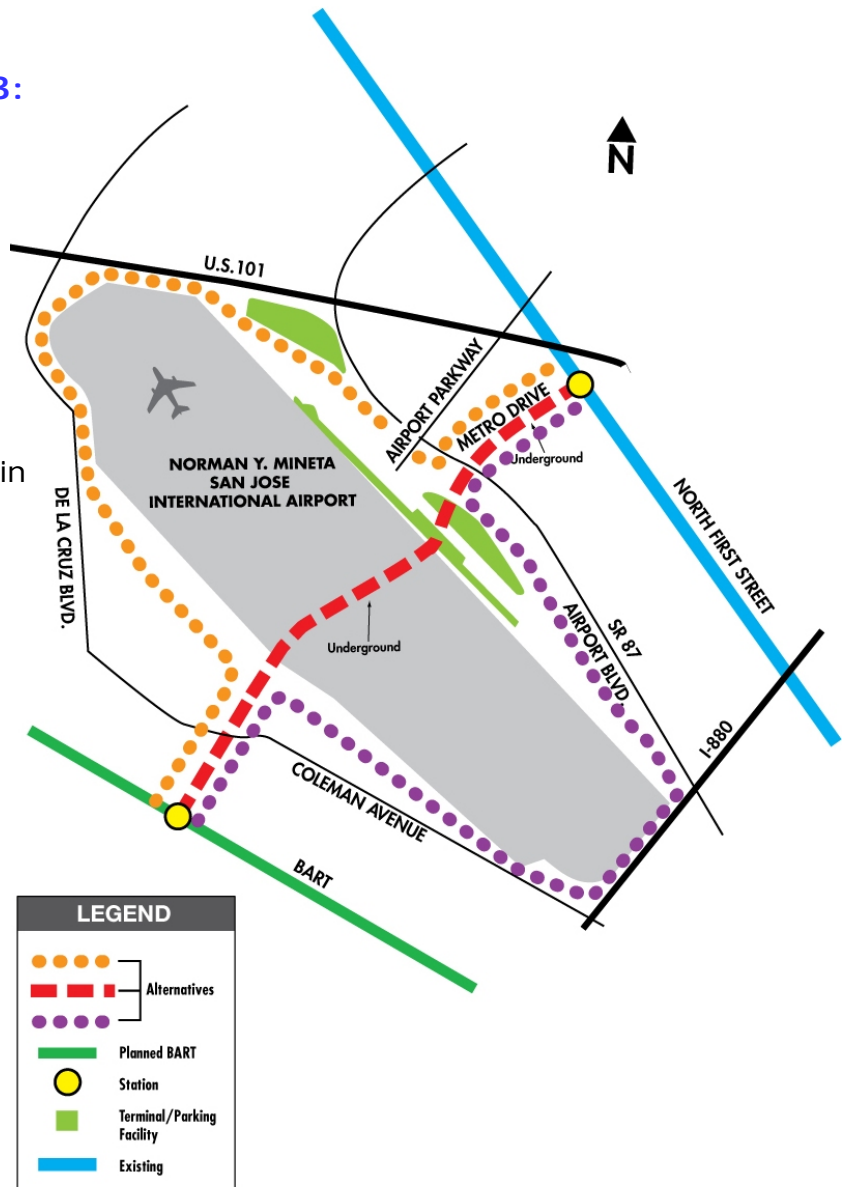 3:
N
U.S.101
AIRPORT PARKWAY
METRO DRIVE
Underground
in
NORMAN Y. MINETA
SAN JOSE
INTERNATIONAL AIRPORT
DE LA CRUZ BLVD.
NORTH FIRST STREET
Underground
SR 87
AIRPORT BLVD.
I-880
COLEMAN AVENUE
BART
LEGEND
Alternatives
Planned BART
Station
Terminal/Parking
Facility
Existing